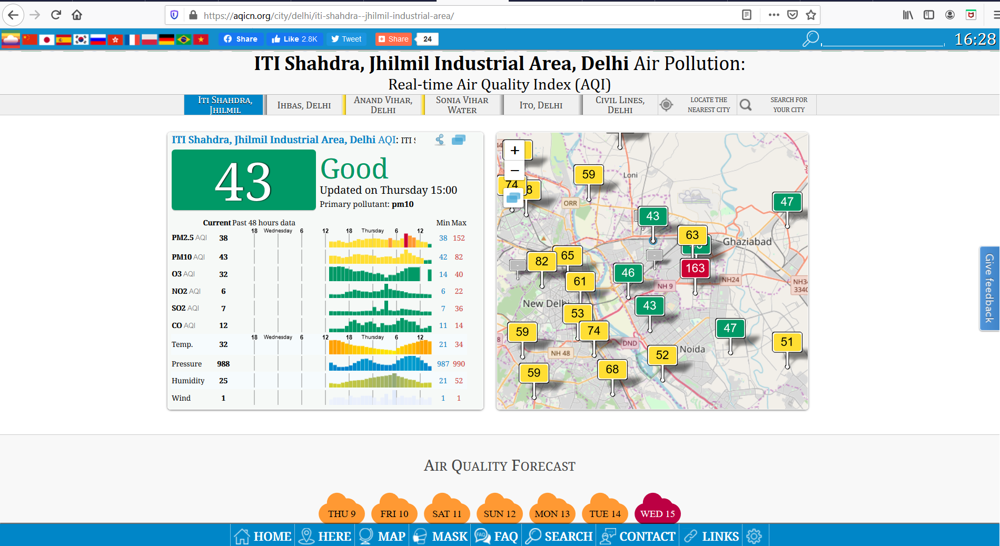 https://aqicn.org/city/delhi/iti-shahdra--jhilmil-industrial-area/
Share
Like 2.8K
Tweet
Share
24
16:28
ITI Shahdra, Jhilmil Industrial Area, Delhi Air Pollution:
Real-time Air Quality Index (AQI)
Iti Shahdra,
Jhilmil
Ihbas, Delhi
Anand Vihar,
Delhi
Sonia Vihar
Water
Ito, Delhi
Civil Lines,
Delhi
LOCATE THE
NEAREST CITY
SEARCH FOR
YOUR CITY
ITI Shahdra, Jhilmil Industrial Area, Delhi AQI: ITI
43
Good
Updated on Thursday 15:00
Primary pollutant: pm10
Current Past 48 hours data Min Max
18 Wednesday 6 12 18 Thursday 6 12
PM2.5 AQI 38 38 152
PM10 AQI 43 42 82
O3 AQI 32 14 40
NO2 AQI 6 6 22
SO2 AQI 7 7 36
CO AQI 12 11 14
18 Wednesday 6 12 18 Thursday 6 12
Temp. 32 21 34
Pressure 988 987 990
Humidity 25 21 52
Wind 1 1 1
+
−
74
8
59
Loni
ORR
47
43
63
Ghaziabad
-
-
82
65
163
46
61
NH 9
NH24
NH3
334C
New Delhi
43
53
59
74
47
8
DND
51
NH 48
52
Noida
59
68
Give feedback
Air Quality Forecast
THU 9
FRI 10
SAT 11
SUN 12
MON 13
TUE 14
WED 15
HOME
HERE
MAP
MASK
FAQ
FAQ
SEARCH
CONTACT
LINKS